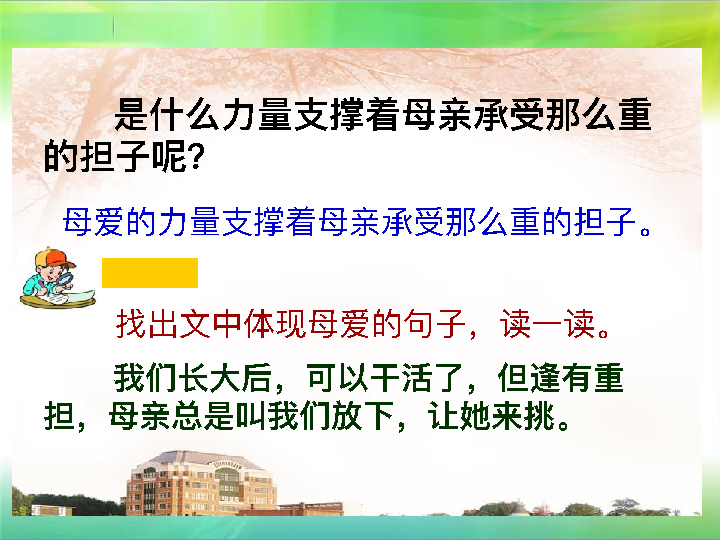 是什么力量支撑着母亲承受那么重
的担子呢?
母爱的力量支撑着母亲承受那么重的担子。
找出文中体现母爱的句子，读一读。
我们长大后，可以干活了，但逢有重
担，母亲总是叫我们放下，让她来挑。